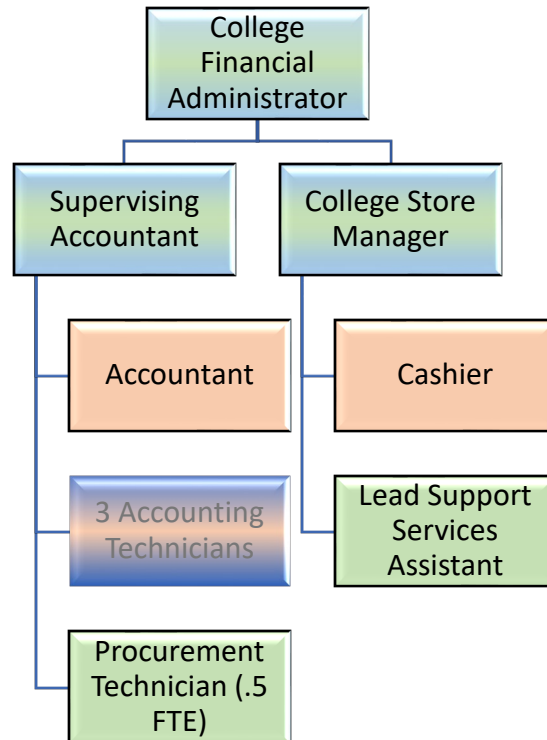 College
Financial
Administrator
Supervising
Accountant
College Store
Manager
Accountant
Cashier
3 Accounting
Technicians
Lead Support
Services
Assistant
Procurement
Technician (.5
FTE)